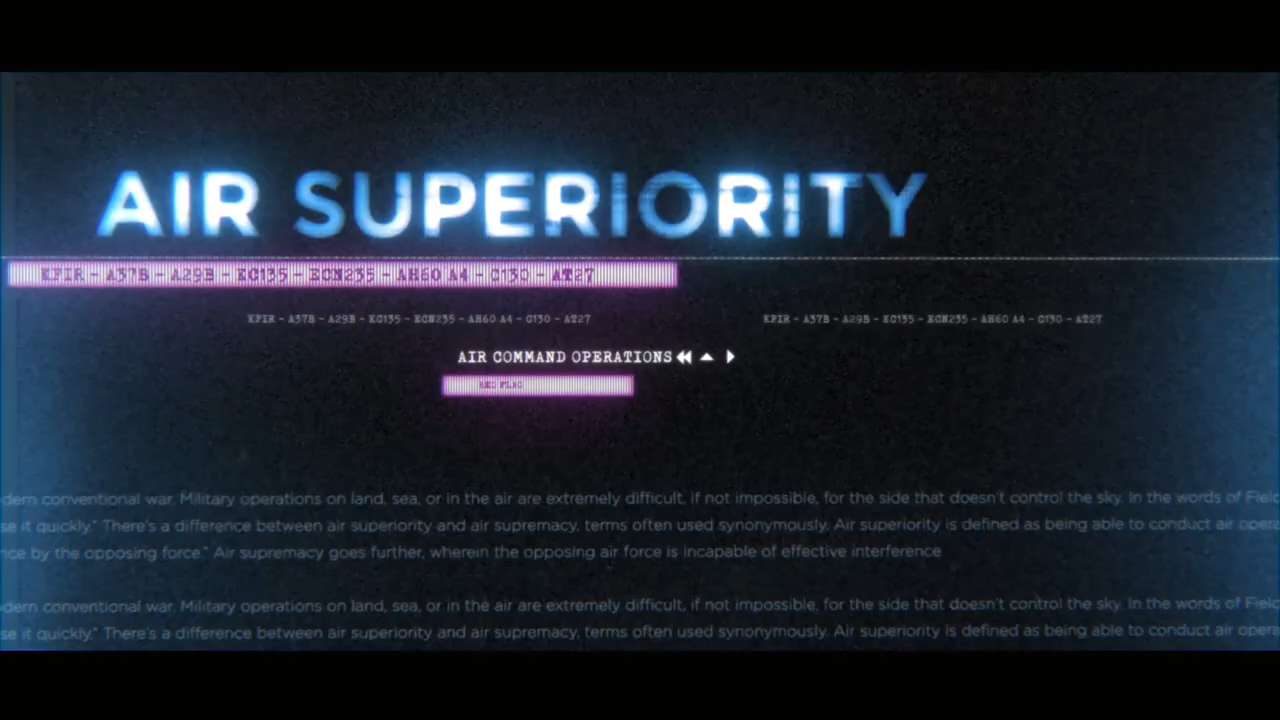 AIR SUPERIORITY
KFIR - A37B - A29B - KC135 - ECN235 - AH60 A4 - C130 - AT27
KFIR - A37B - A29B - KC135 - ECN235 - AH60 A4 - C130 - AT27
KFIR - A37B - A29B - KC135 - ECN235 - AH60 A4 - C130 - AT27
AIR COMMAND OPERATIONS
RED FLAG
dern conventional war. Military operations on land, sea, or in the air are extremely difficult, if not impossible, for the side that doesn't control the sky. In the words of Field
se it quickly." There's a difference between air superiority and air supremacy, terms often used synonymously. Air superiority is defined as being able to conduct air opera
nce by the opposing force." Air supremacy goes further, wherein the opposing air force is incapable of effective interference
dern conventional war. Military operations on land, sea, or in the air are extremely difficult, if not impossible, for the side that doesn't control the sky. In the words of Field
se it quickly." There's a difference between air superiority and air supremacy, terms often used synonymously. Air superiority is defined as being able to conduct air opera